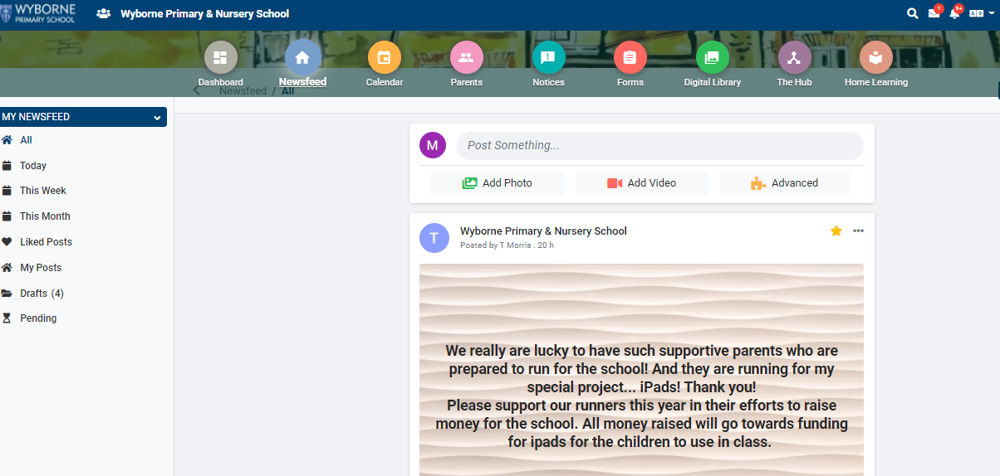 WYBORNE
PRIMARY SCHOOL
Wyborne Primary & Nursery School
1
9+
Dashboard
Newsfeed
Calendar
Parents
Notices
Forms
Digital Library
The Hub
Home Learning
Newsfeed / All
MY NEWSFEED
All
Today
This Week
This Month
Liked Posts
My Posts
Drafts (4)
Pending
M
Post Something...
Add Photo
Add Video
Advanced
T
Wyborne Primary & Nursery School
Posted by T Morris . 20 h
We really are lucky to have such supportive parents who are
prepared to run for the school! And they are running for my
special project... iPads! Thank you!
Please support our runners this year in their efforts to raise
money for the school. All money raised will go towards funding
for ipads for the children to use in class.